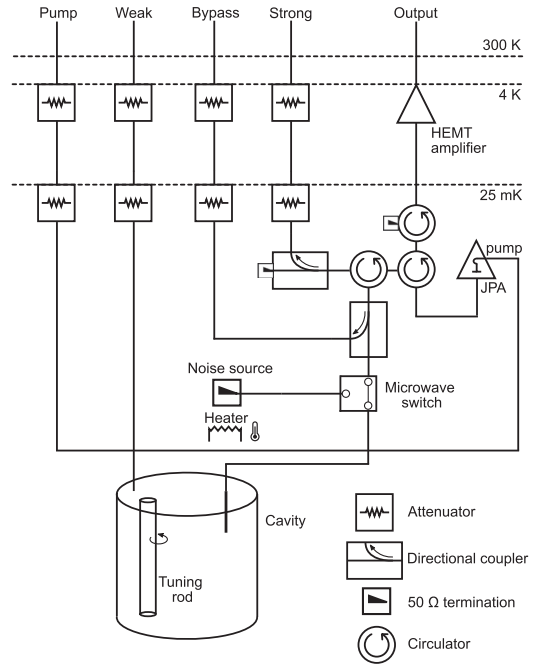 Pump
Weak
Bypass
Strong
Output
300 K
4 K
HEMT
amplifier
25 mK
pump
JPA
Noise source
Microwave
switch
Heater
Cavity
Tuning
rod
Attenuator
Directional coupler
50 Ω termination
Circulator